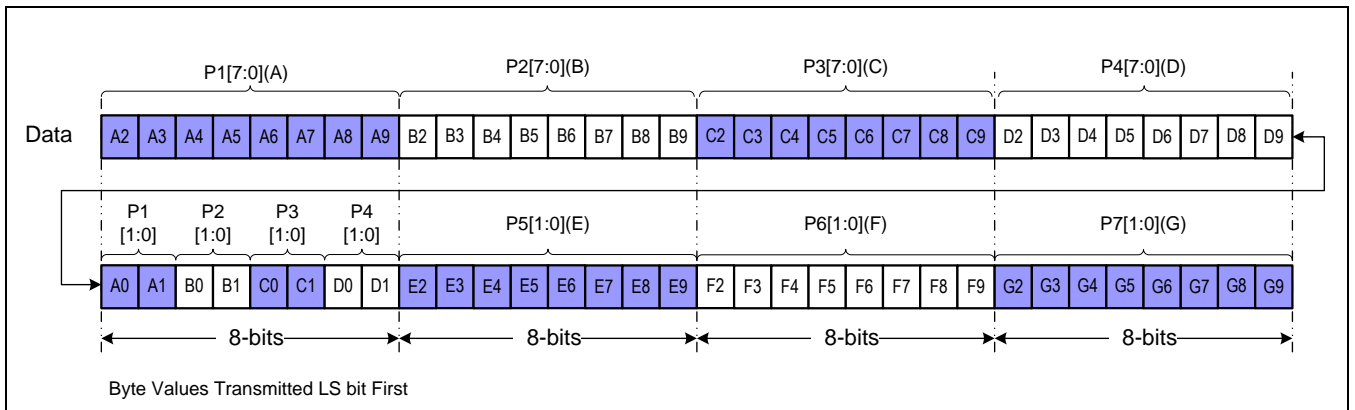 P1[7:0](A) P2[7:0](B) P3[7:0](C) P4[7:0](D)
Data A2 A3 A4 A5 A6 A7 A8 A9 B2 B3 B4 B5 B6 B7 B8 B9 C2 C3 C4 C5 C6 C7 C8 C9 D2 D3 D4 D5 D6 D7 D8 D9
P1 P2 P3 P4
[1:0] [1:0] [1:0] [1:0] P5[1:0](E) P6[1:0](F) P7[1:0](G)
A0 A1 B0 B1 C0 C1 D0 D1 E2 E3 E4 E5 E6 E7 E8 E9 F2 F3 F4 F5 F6 F7 F8 F9 G2 G3 G4 G5 G6 G7 G8 G9
8-bits 8-bits 8-bits 8-bits
Byte Values Transmitted LS bit First